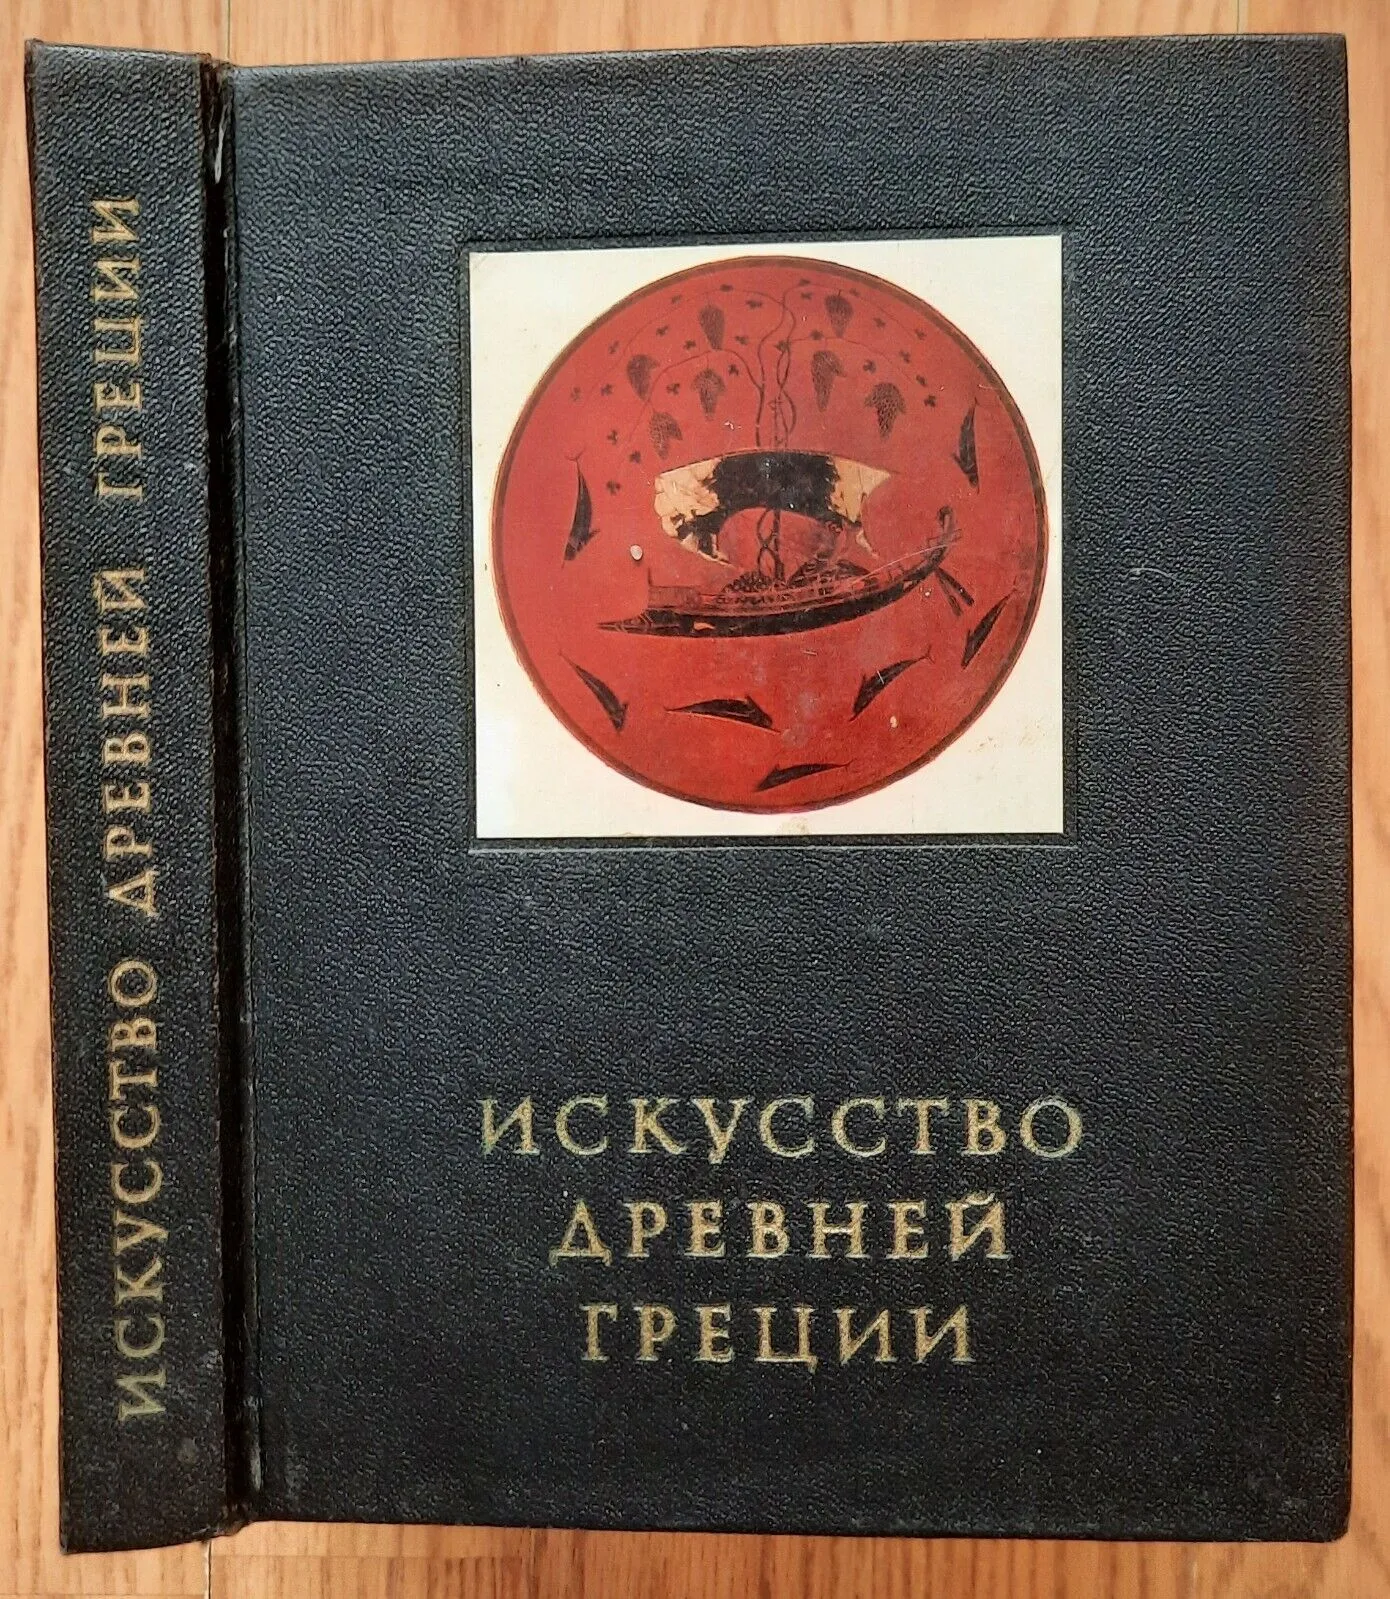 ИСКУССТВО ДРЕВНЕЙ ГРЕЦИИ
ИСКУССТВО
ДРЕВНЕЙ
ГРЕЦИИ